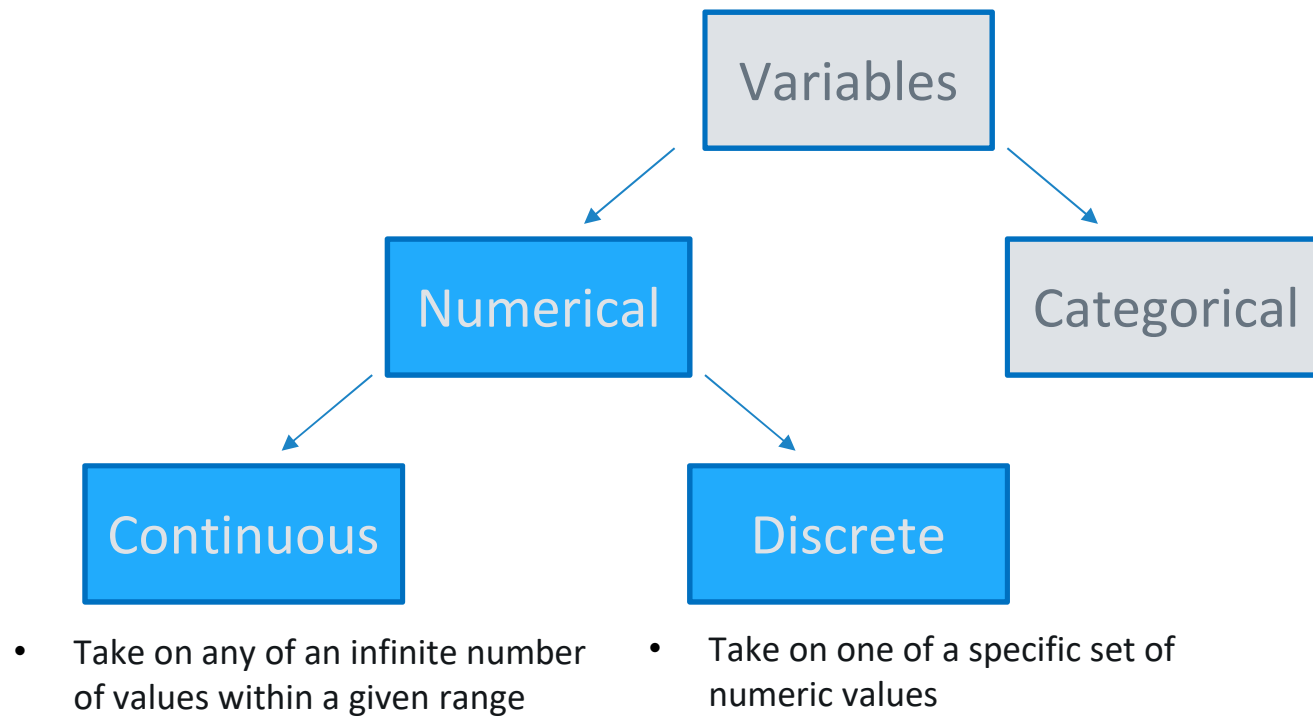 Variables
Numerical
Categorical
Continuous
Discrete
• Take on any of an infinite number
of values within a given range
• Take on one of a specific set of
numeric values